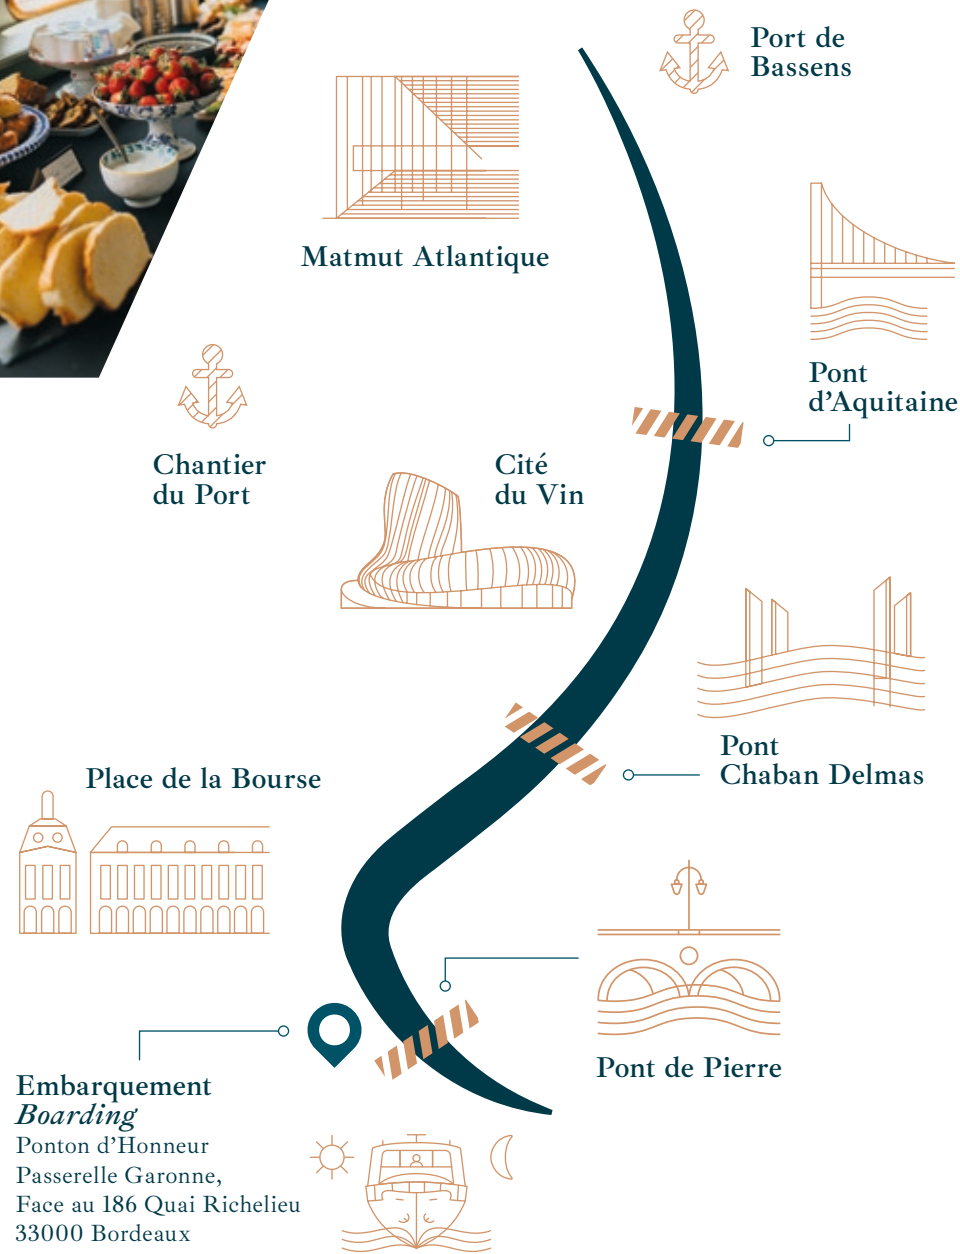 Port de
Bassens
Matmut Atlantique
Pont
d’Aquitaine
Chantier
du Port
Cité
du Vin
Pont
Chaban Delmas
Place de la Bourse
Pont de Pierre
Embarquement
Boarding
Ponton d’Honneur
Passerelle Garonne,
Face au 186 Quai Richelieu
33000 Bordeaux